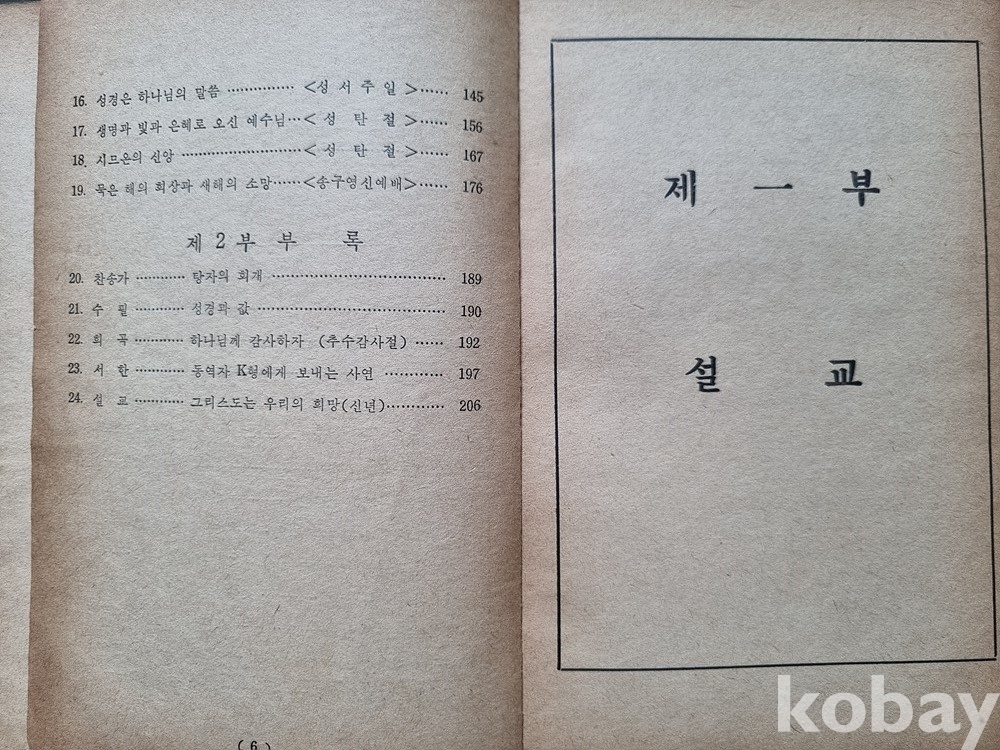 16. 성경은 하나님의 말씀 ·············· <성 서 주 일>······ 145
17. 생명과 빛과 은혜로 오신 예수님···<성 탄 절>······ 156
18. 시므온의 신앙 ························<성 탄 절>······ 167
19. 묵은 해의 회상과 새해의 소망·····<송구영신예배>······ 176
제 2 부 부 록
20. 찬송가 ············ 탕자의 회개 ···································· 189
21. 수 필 ············ 성경과 값 ······································· 190
22. 희 곡 ············ 하나님께 감사하자 (추수감사절) ······ 192
23. 서 한 ············ 동역자 K형에게 보내는 사연 ············ 197
24. 설 교 ············ 그리스도는 우리의 희망(신년)············ 206
( 6 )
제 一 부
설 교
kobay